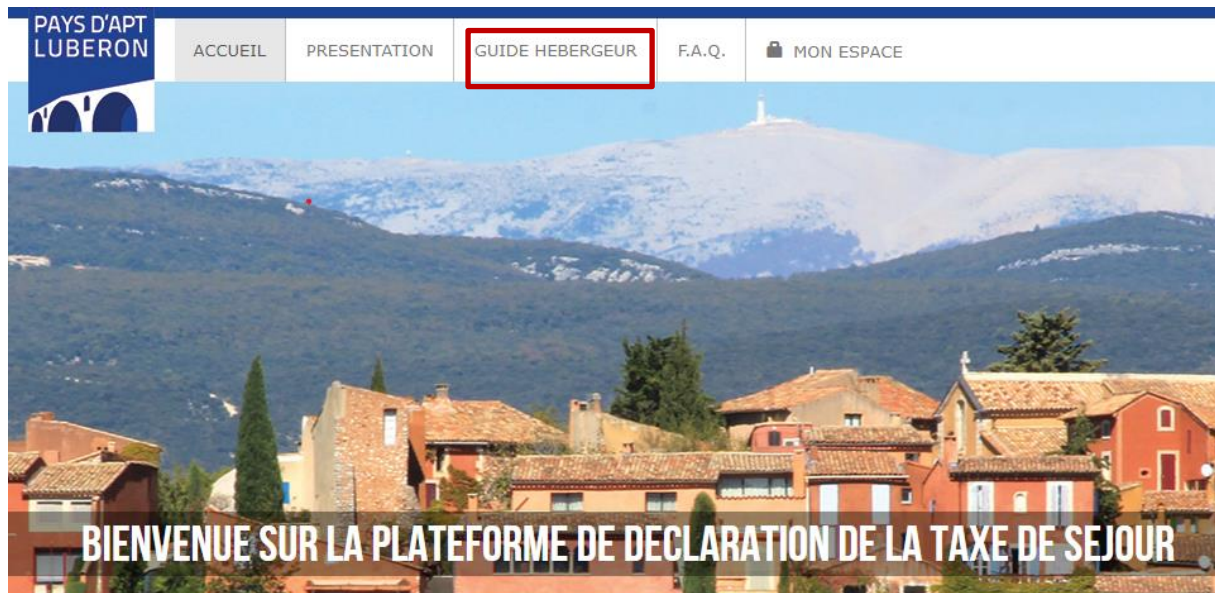 PAYS D'APT
LUBERON
ACCUEIL
PRESENTATION
GUIDE HEBERGEUR
F.A.Q.
MON ESPACE
BIENVENUE SUR LA PLATEFORME DE DECLARATION DE LA TAXE DE SEJOUR